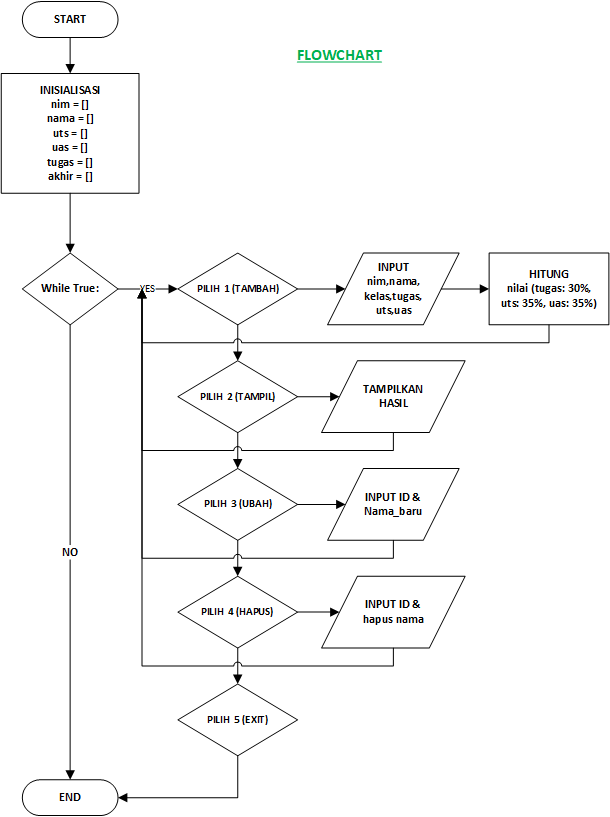 START
FLOWCHART
INISIALISASI
nim = []
nama = []
uts = []
uas = []
tugas = []
akhir = []
While True:
YES
PILIH 1 (TAMBAH)
INPUT
nim,nama,
kelas,tugas,
uts,uas
HITUNG
nilai (tugas: 30%,
uts: 35%, uas: 35%)
PILIH 2 (TAMPIL)
TAMPILKAN
HASIL
PILIH 3 (UBAH)
INPUT ID &
Nama_baru
NO
PILIH 4 (HAPUS)
INPUT ID &
hapus nama
PILIH 5 (EXIT)
END